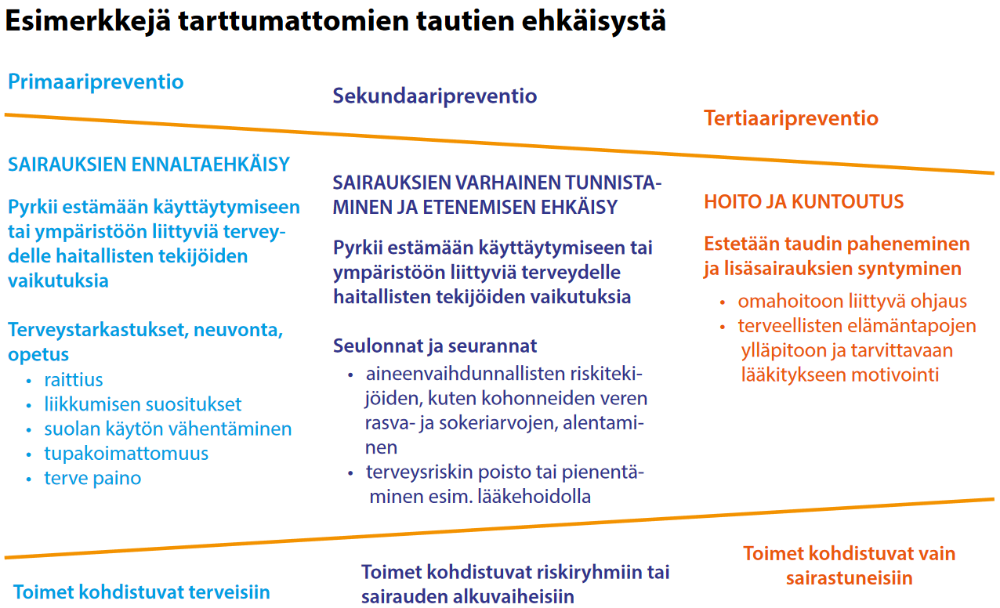 Esimerkkejä tarttumattomien tautien ehkäisystä
Primaaripreventio
SAIRAUKSIEN ENNALTAEHKÄISY
Pyrkii estämään käyttäytymiseen
tai ympäristöön liittyviä tervey-
delle haitallisten tekijöiden
vaikutuksia
Terveystarkastukset, neuvonta,
opetus
• raittius
• liikkumisen suositukset
• suolan käytön vähentäminen
• tupakoimattomuus
• terve paino
Toimet kohdistuvat terveisiin
Sekundaaripreventio
SAIRAUKSIEN VARHAINEN TUNNISTA-
MINEN JA ETENEMISEN EHKÄISY
Pyrkii estämään käyttäytymiseen tai
ympäristöön liittyviä terveydelle
haitallisten tekijöiden vaikutuksia
Seulonnat ja seurannat
• aineenvaihdunnallisten riskiteki-
jöiden, kuten kohonneiden veren
rasva- ja sokeriarvojen, alentami-
nen
• terveysriskin poisto tai pienentä-
minen esim. lääkehoidolla
Toimet kohdistuvat riskiryhmiin tai
sairauden alkuvaiheisiin
Tertiaaripreventio
HOITO JA KUNTOUTUS
Estetään taudin paheneminen
ja lisäsairauksien syntyminen
• omahoitoon liittyvä ohjaus
• terveellisten elämäntapojen
ylläpitoon ja tarvittavaan
lääkitykseen motivointi
Toimet kohdistuvat vain
sairastuneisiin